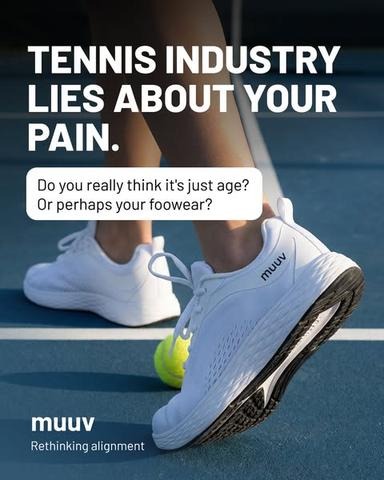 TENNIS INDUSTRY
LIES ABOUT YOUR
PAIN.
Do you really think it's just age?
Or perhaps your foowear?
muuv
muuv
Rethinking alignment